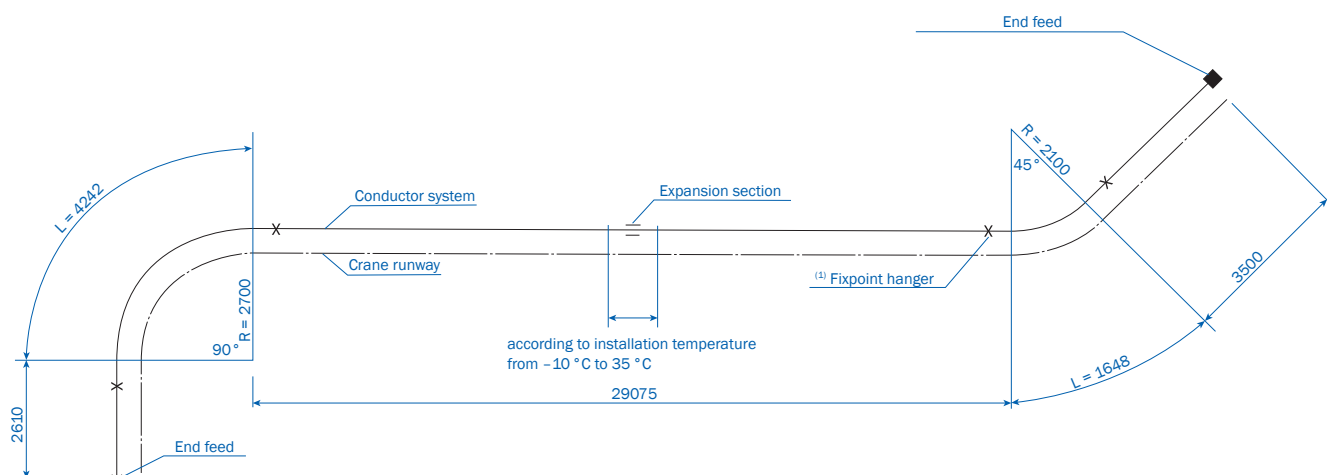 End feed
R = 2100
45°
L = 4242
Conductor system
Expansion section
Crane runway
(1) Fixpoint hanger
3500
R = 2700
90°
according to installation temperature
from –10 °C to 35 °C
L = 1648
29075
2610
End feed